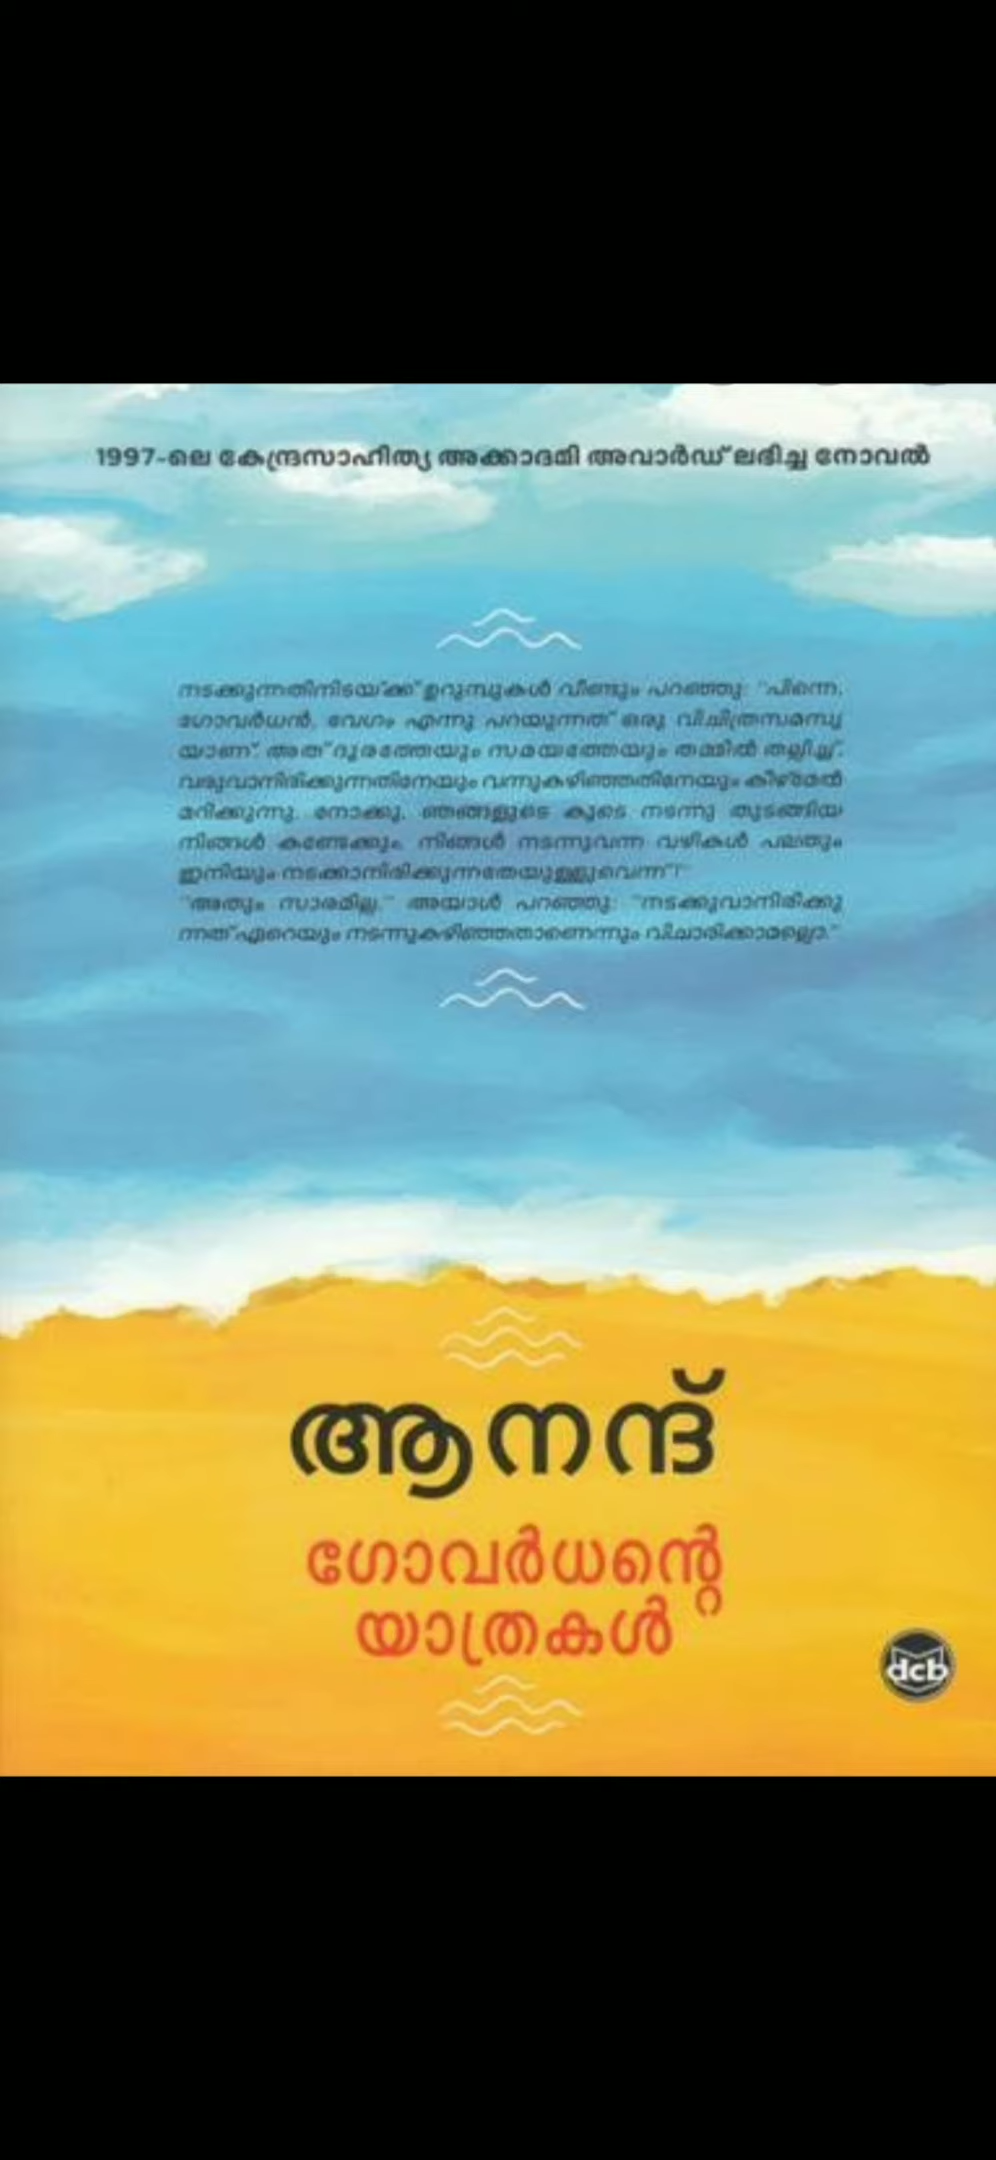 1997-ലെ കേന്ദ്രസാഹിത്യ അക്കാദമി അവാർഡ് ലഭിച്ച നോവൽ
നടക്കുന്നതിനിടയ്ക്ക് ഉറുമ്പുകൾ വീണ്ടും പറഞ്ഞു: "പിന്നെ,
ഗോവർധൻ, വേഗം എന്നു പറയുന്നത് ഒരു വിചിത്രസമസ്യ
യാണ്. അത് ദൂരത്തേയും സമയത്തേയും തമ്മിൽ തല്ലിച്ച്,
വരുവാനിരിക്കുന്നതിനേയും വന്നുകഴിഞ്ഞതിനേയും കീഴ്മേൽ
മറിക്കുന്നു. നോക്കൂ, ഞങ്ങളുടെ കൂടെ നടന്നു തുടങ്ങിയ
നിങ്ങൾ കണ്ടേക്കും, നിങ്ങൾ നടന്നുവന്ന വഴികൾ പലതും
ഇനിയും നടക്കാനിരിക്കുന്നതേയുള്ളുവെന്ന്!"
"അതും സാരമില്ല," അയാൾ പറഞ്ഞു: "നടക്കുവാനിരിക്കു
ന്നത് ഏറെയും നടന്നുകഴിഞ്ഞതാണെന്നും വിചാരിക്കാമല്ലൊ."
ആനന്ദ്
ഗോവർധന്റെ
യാത്രകൾ
dcb